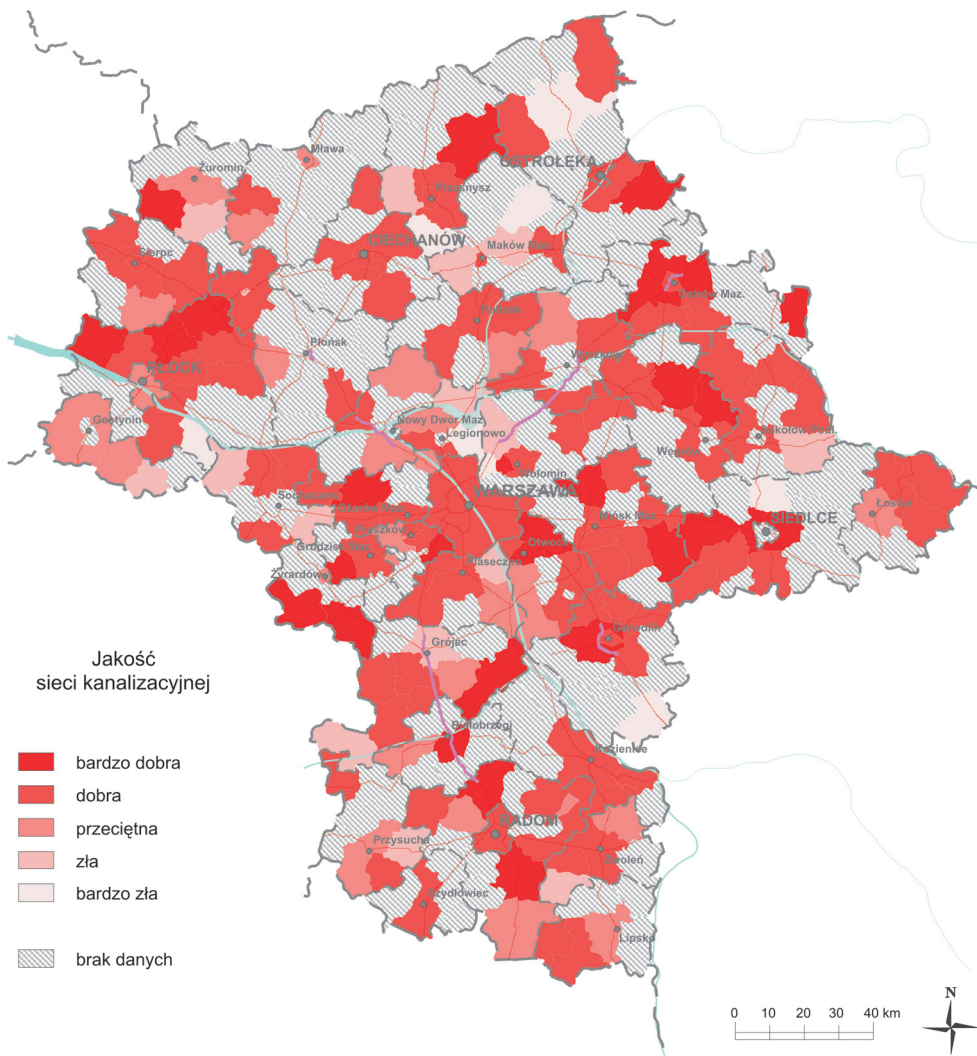 Mława
Żuromin
OSTROŁĘKA
Przasnysz
CIECHANÓW
Maków Maz.
Sierpc
Ostrów Maz.
Pułtusk
Płońsk
Wyszków
PŁOCK
Gostynin
Nowy Dwór Maz.
Legionowo
Sokołów Podl.
Węgrów
Wołomin
WARSZAWA
Sochaczew
Ożarów Maz.
Mińsk Maz.
SIEDLCE
Łosice
Pruszków
Grodzisk Maz.
Otwock
Piaseczno
Żyrardów
Garwolin
Grójec
Jakość
sieci kanalizacyjnej
Białobrzegi
Kozienice
bardzo dobra
dobra
przeciętna
zła
bardzo zła
brak danych
RADOM
Przysucha
Zwoleń
Szydłowiec
Lipsko
N
0 10 20 30 40 km